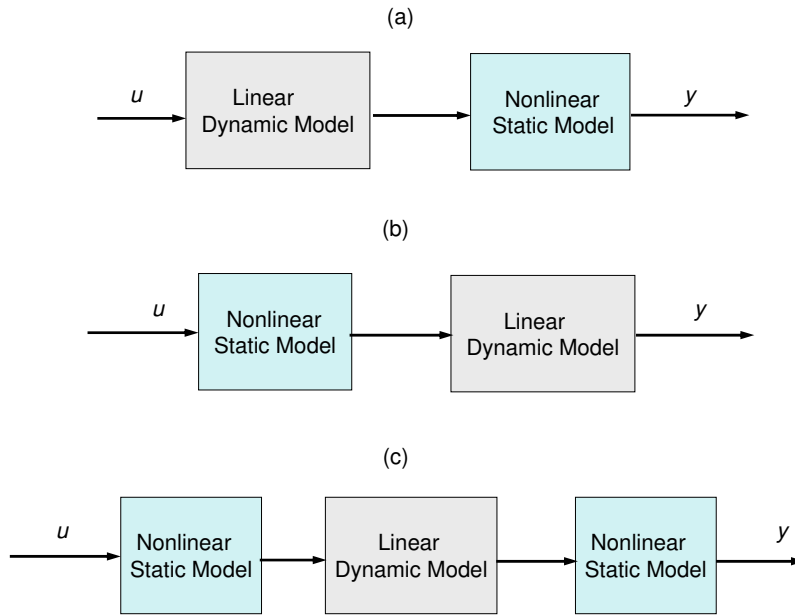 (a)
u
Linear
Dynamic Model
Nonlinear
Static Model
y
(b)
u
Nonlinear
Static Model
Linear
Dynamic Model
y
(c)
u
Nonlinear
Static Model
Linear
Dynamic Model
Nonlinear
Static Model
y